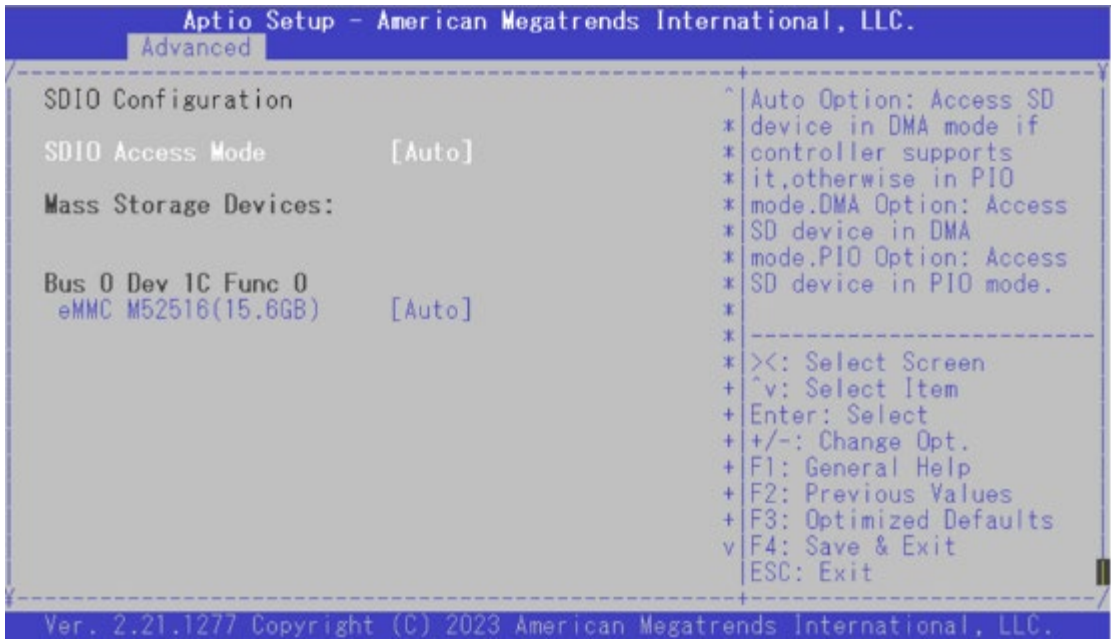 Aptio Setup - American Megatrends International, LLC.
Advanced
SDIO Configuration
SDIO Access Mode [Auto]
Mass Storage Devices:
Bus 0 Dev 1C Func 0
eMMC M52516(15.6GB) [Auto]
Auto Option: Access SD
device in DMA mode if
controller supports
it,otherwise in PIO
mode.DMA Option: Access
SD device in DMA
mode.PIO Option: Access
SD device in PIO mode.
><: Select Screen
^v: Select Item
Enter: Select
+/-: Change Opt.
F1: General Help
F2: Previous Values
F3: Optimized Defaults
F4: Save & Exit
ESC: Exit
Ver. 2.21.1277 Copyright (C) 2023 American Megatrends International, LLC.